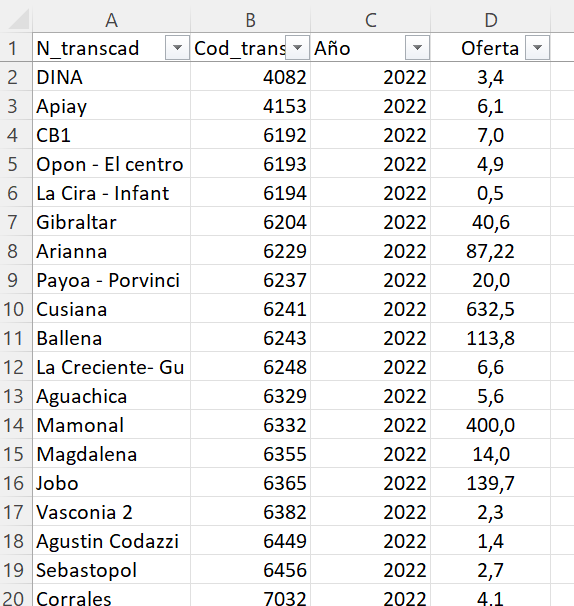 A B C D
1 N_transcad Cod_trans Año Oferta
2 DINA 4082 2022 3,4
3 Apiay 4153 2022 6,1
4 CB1 6192 2022 7,0
5 Opon - El centro 6193 2022 4,9
6 La Cira - Infant 6194 2022 0,5
7 Gibraltar 6204 2022 40,6
8 Arianna 6229 2022 87,22
9 Payoa - Porvinci 6237 2022 20,0
10 Cusiana 6241 2022 632,5
11 Ballena 6243 2022 113,8
12 La Creciente- Gu 6248 2022 6,6
13 Aguachica 6329 2022 5,6
14 Mamonal 6332 2022 400,0
15 Magdalena 6355 2022 14,0
16 Jobo 6365 2022 139,7
17 Vasconia 2 6382 2022 2,3
18 Agustin Codazzi 6449 2022 1,4
19 Sebastopol 6456 2022 2,7
20 Corrales 7032 2022 4,1